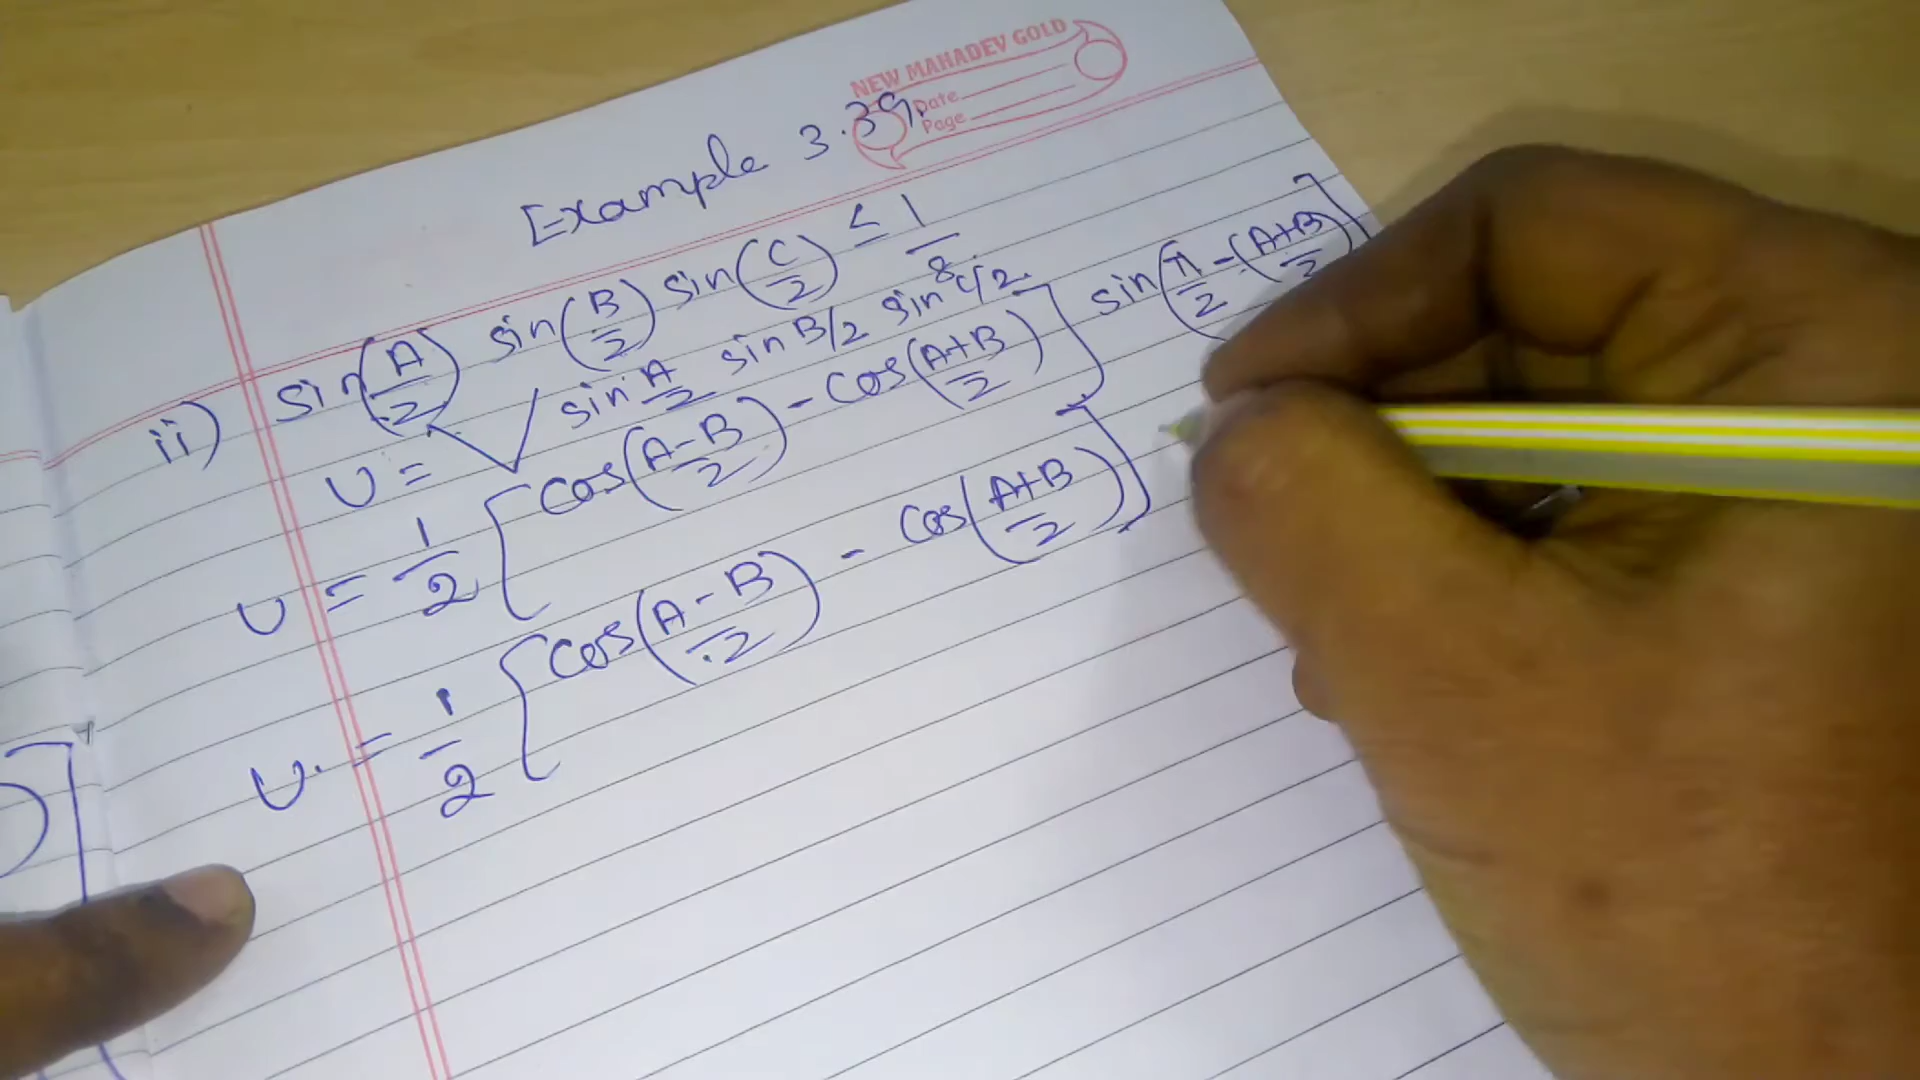 NEW MAHADEV GOLD
Date
Page
Example 3.39.
ii) sin(A/2) sin(B/2) sin(C/2) ≤ 1/8.
U = sin A/2 sin B/2 sin C/2.
U = 1/2 [cos(A-B/2) - cos(A+B/2)] sin(π/2 - (A+B/2)]
U. = 1/2 [cos(A-B/2) - cos(A+B/2)]